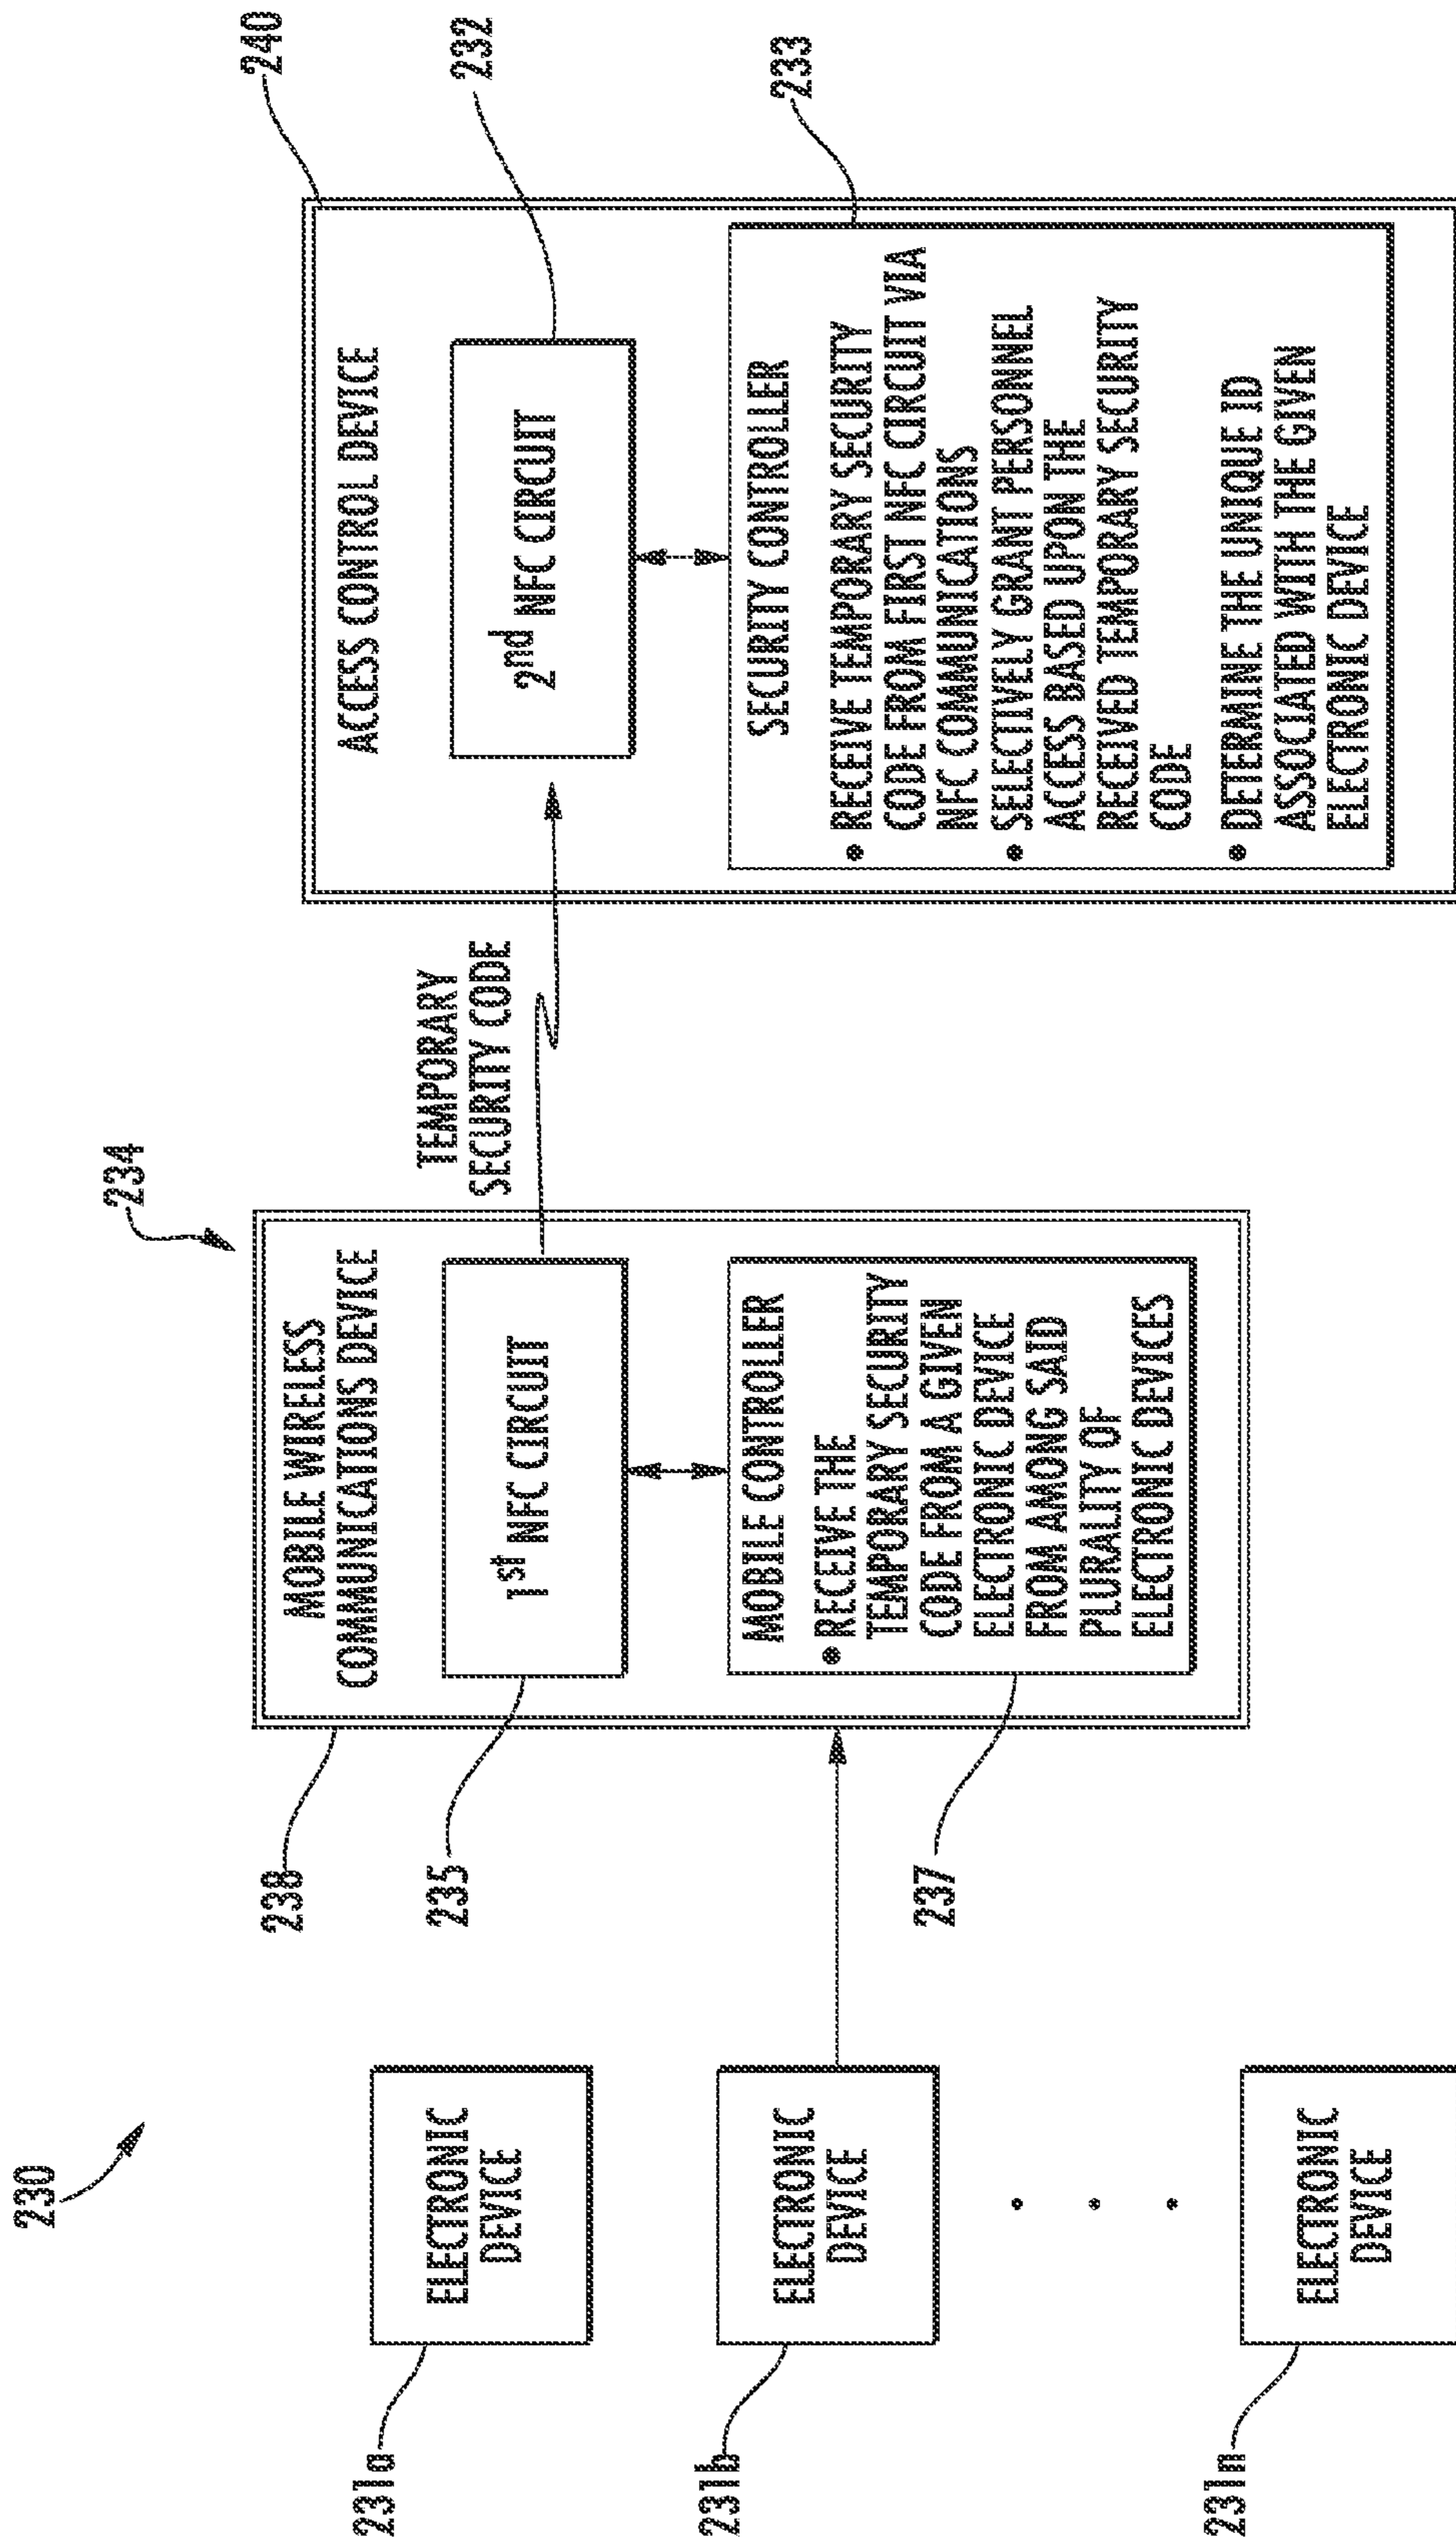 230
234
240
232
233
238
235
237
231a
231b
231n
ELECTRONIC
DEVICE
ELECTRONIC
DEVICE
ELECTRONIC
DEVICE
MOBILE WIRELESS
COMMUNICATIONS DEVICE
1st NFC CIRCUIT
MOBILE CONTROLLER
• RECEIVE THE
TEMPORARY SECURITY
CODE FROM A GIVEN
ELECTRONIC DEVICE
FROM AMONG SAID
PLURALITY OF
ELECTRONIC DEVICES
TEMPORARY
SECURITY CODE
ACCESS CONTROL DEVICE
2nd NFC CIRCUIT
SECURITY CONTROLLER
• RECEIVE TEMPORARY SECURITY
CODE FROM FIRST NFC CIRCUIT VIA
NFC COMMUNICATIONS
• SELECTIVELY GRANT PERSONNEL
ACCESS BASED UPON THE
RECEIVED TEMPORARY SECURITY
CODE
• DETERMINE THE UNIQUE ID
ASSOCIATED WITH THE GIVEN
ELECTRONIC DEVICE